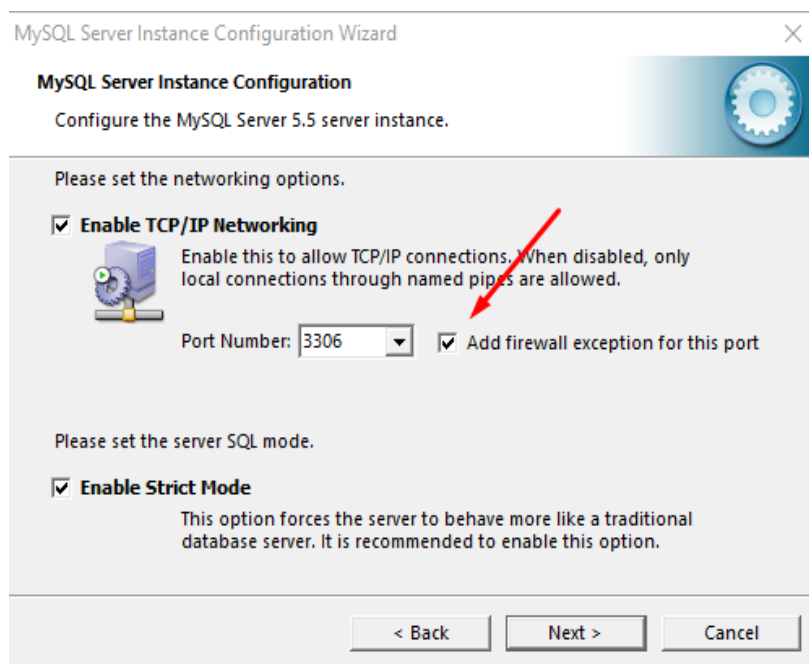 MySQL Server Instance Configuration Wizard
MySQL Server Instance Configuration
Configure the MySQL Server 5.5 server instance.
Please set the networking options.
Enable TCP/IP Networking
Enable this to allow TCP/IP connections. When disabled, only
local connections through named pipes are allowed.
Port Number: 3306 Add firewall exception for this port
Please set the server SQL mode.
Enable Strict Mode
This option forces the server to behave more like a traditional
database server. It is recommended to enable this option.
< Back Next > Cancel